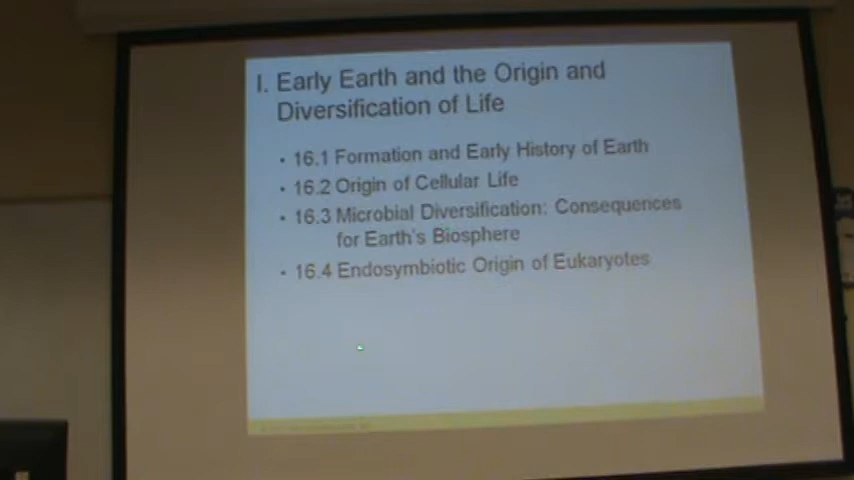 I. Early Earth and the Origin and
Diversification of Life
• 16.1 Formation and Early History of Earth
• 16.2 Origin of Cellular Life
• 16.3 Microbial Diversification: Consequences
for Earth's Biosphere
• 16.4 Endosymbiotic Origin of Eukaryotes